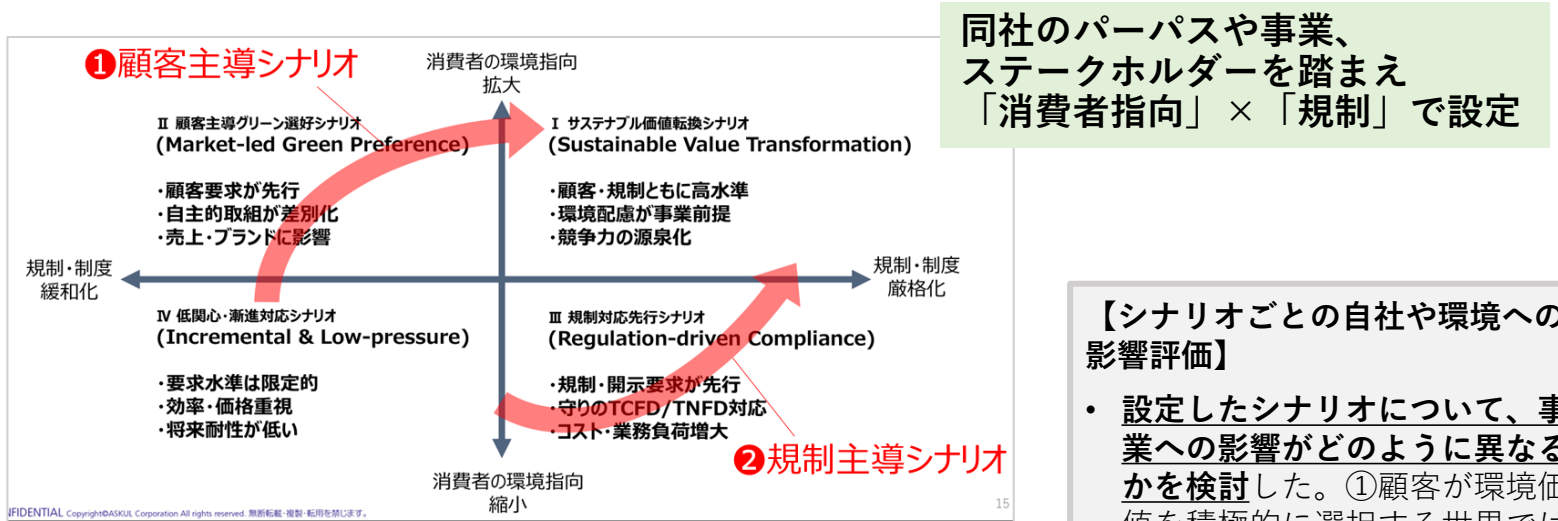 同社のパーパスや事業、
ステークホルダーを踏まえ
「消費者指向」×「規制」で設定
❶顧客主導シナリオ
消費者の環境指向
拡大
Ⅱ 顧客主導グリーン選好シナリオ
(Market-led Green Preference)
・顧客要求が先行
・自主的取組が差別化
・売上・ブランドに影響
Ⅰ サステナブル価値転換シナリオ
(Sustainable Value Transformation)
・顧客・規制ともに高水準
・環境配慮が事業前提
・競争力の源泉化
規制・制度
緩和化
規制・制度
厳格化
Ⅳ 低関心・漸進対応シナリオ
(Incremental & Low-pressure)
・要求水準は限定的
・効率・価格重視
・将来耐性が低い
Ⅲ 規制対応先行シナリオ
(Regulation-driven Compliance)
・規制・開示要求が先行
・守りのTCFD/TNFD対応
・コスト・業務負荷増大
❷規制主導シナリオ
消費者の環境指向
縮小
NFIDENTIAL Copyright©ASKUL Corporation All rights reserved. 無断転載・複製・転用を禁じます。
15
【シナリオごとの自社や環境への
影響評価】
• 設定したシナリオについて、事
業への影響がどのように異なる
かを検討した。①顧客が環境価
値を積極的に選択する世界では